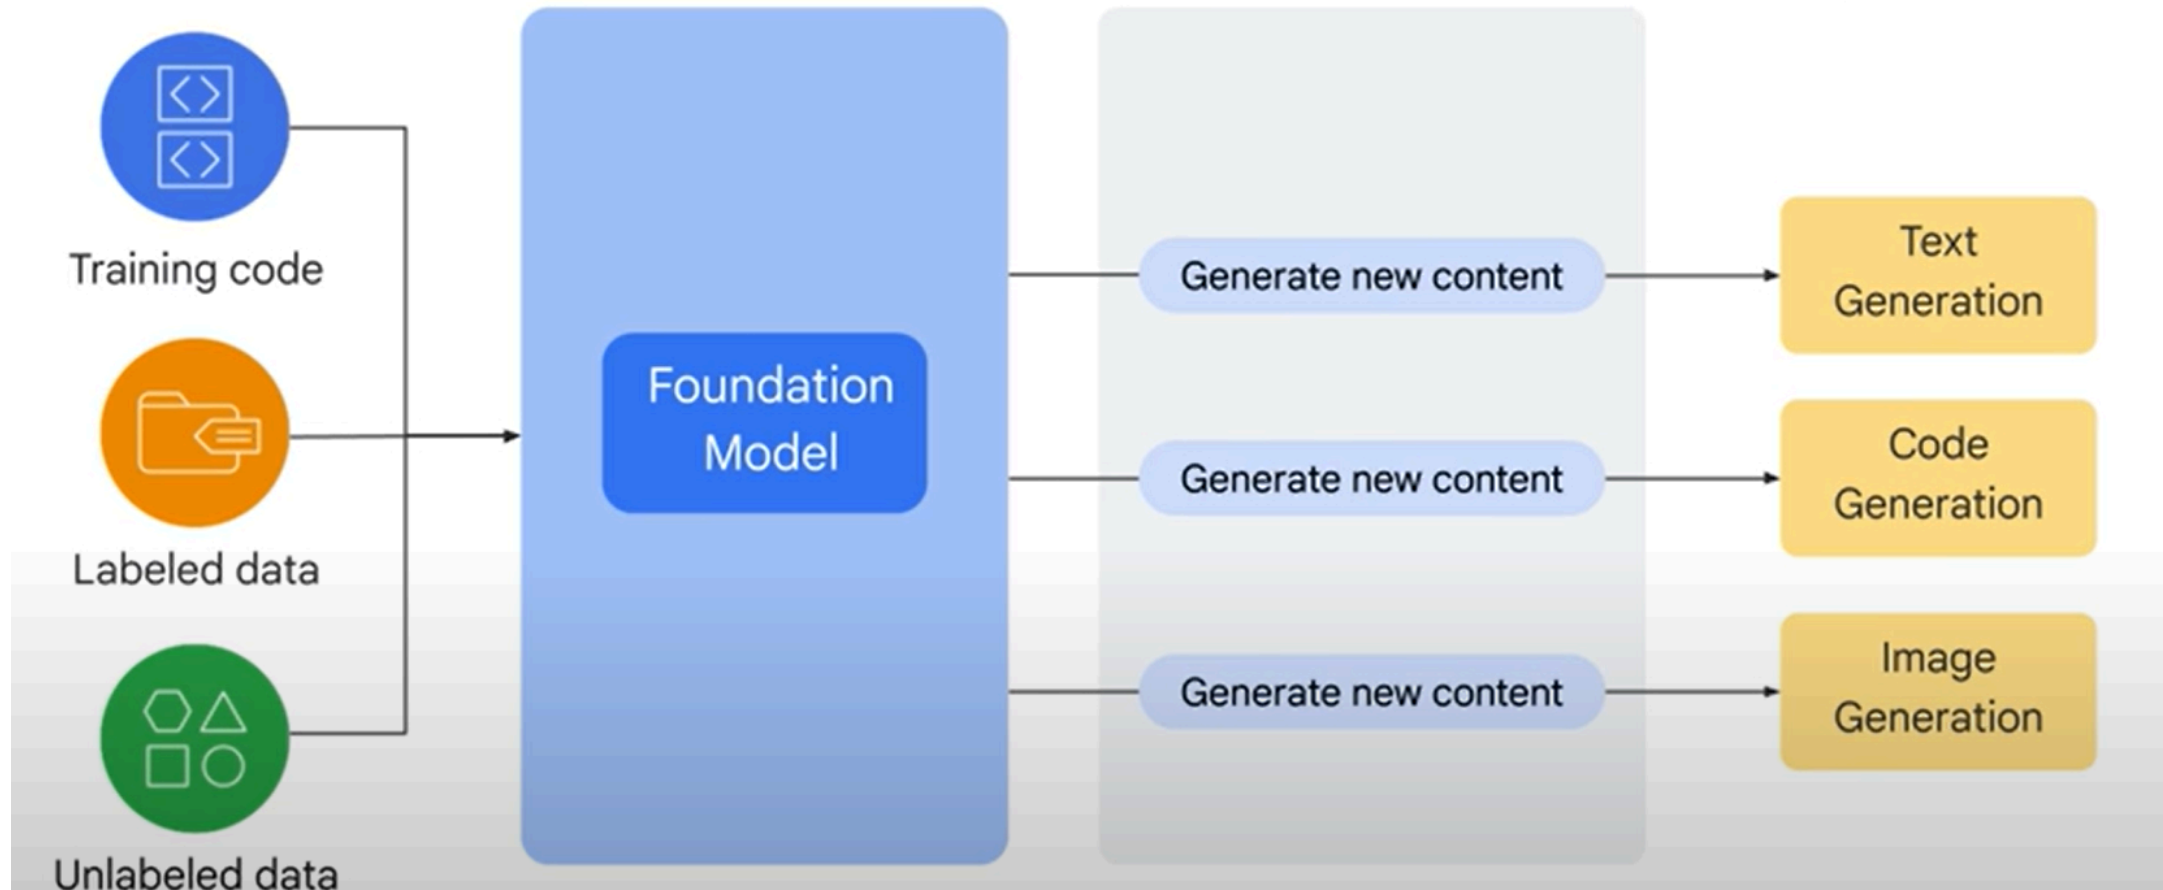 Training code
Labeled data
Unlabeled data
Foundation
Model
Generate new content
Generate new content
Generate new content
Text
Generation
Code
Generation
Image
Generation